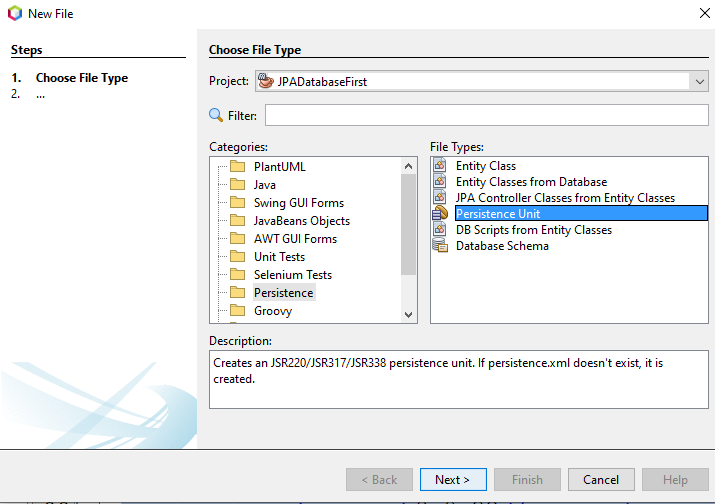 New File
Steps
1. Choose File Type
2. ...
Choose File Type
Project: JPADatabaseFirst
Filter:
Categories:
PlantUML
Java
Swing GUI Forms
JavaBeans Objects
AWT GUI Forms
Unit Tests
Selenium Tests
Persistence
Groovy
File Types:
Entity Class
Entity Classes from Database
JPA Controller Classes from Entity Classes
Persistence Unit
DB Scripts from Entity Classes
Database Schema
Description:
Creates an JSR220/JSR317/JSR338 persistence unit. If persistence.xml doesn't exist, it is
created.
< Back Next > Finish Cancel Help